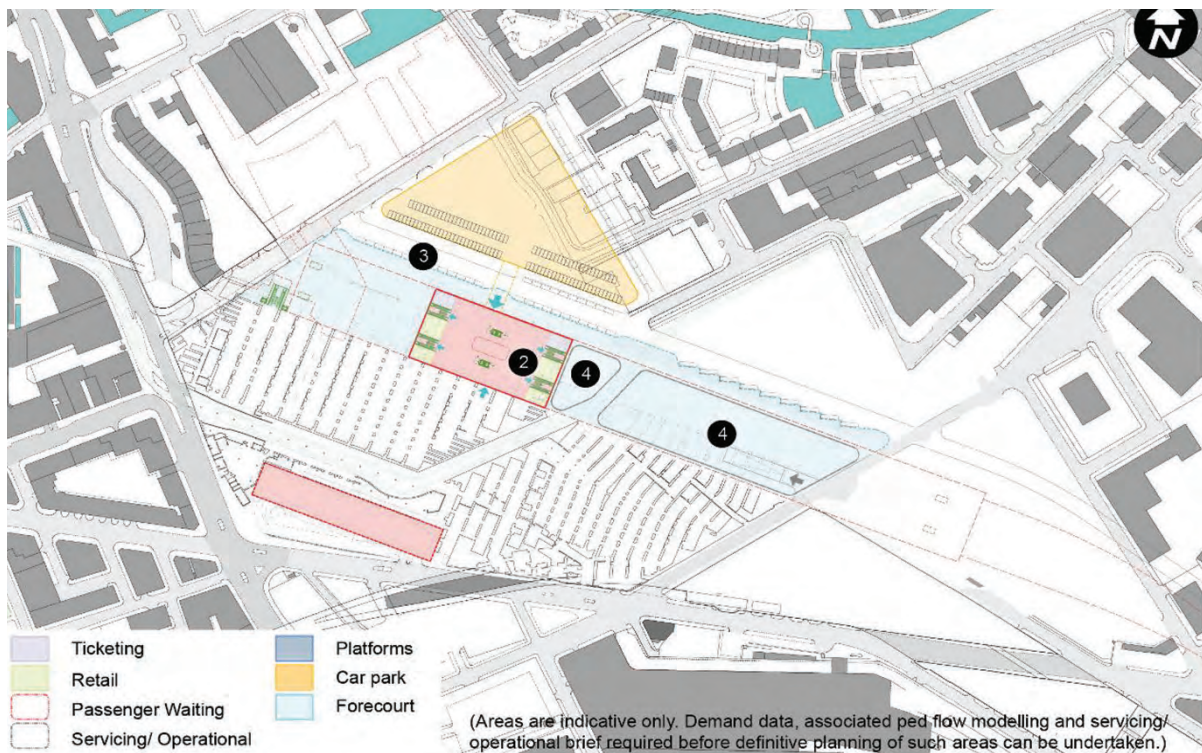 N
3
2
4
4
Ticketing
Retail
Passenger Waiting
Servicing/ Operational
Platforms
Car park
Forecourt
(Areas are indicative only. Demand data, associated ped flow modelling and servicing/
operational brief required before definitive planning of such areas can be undertaken.)